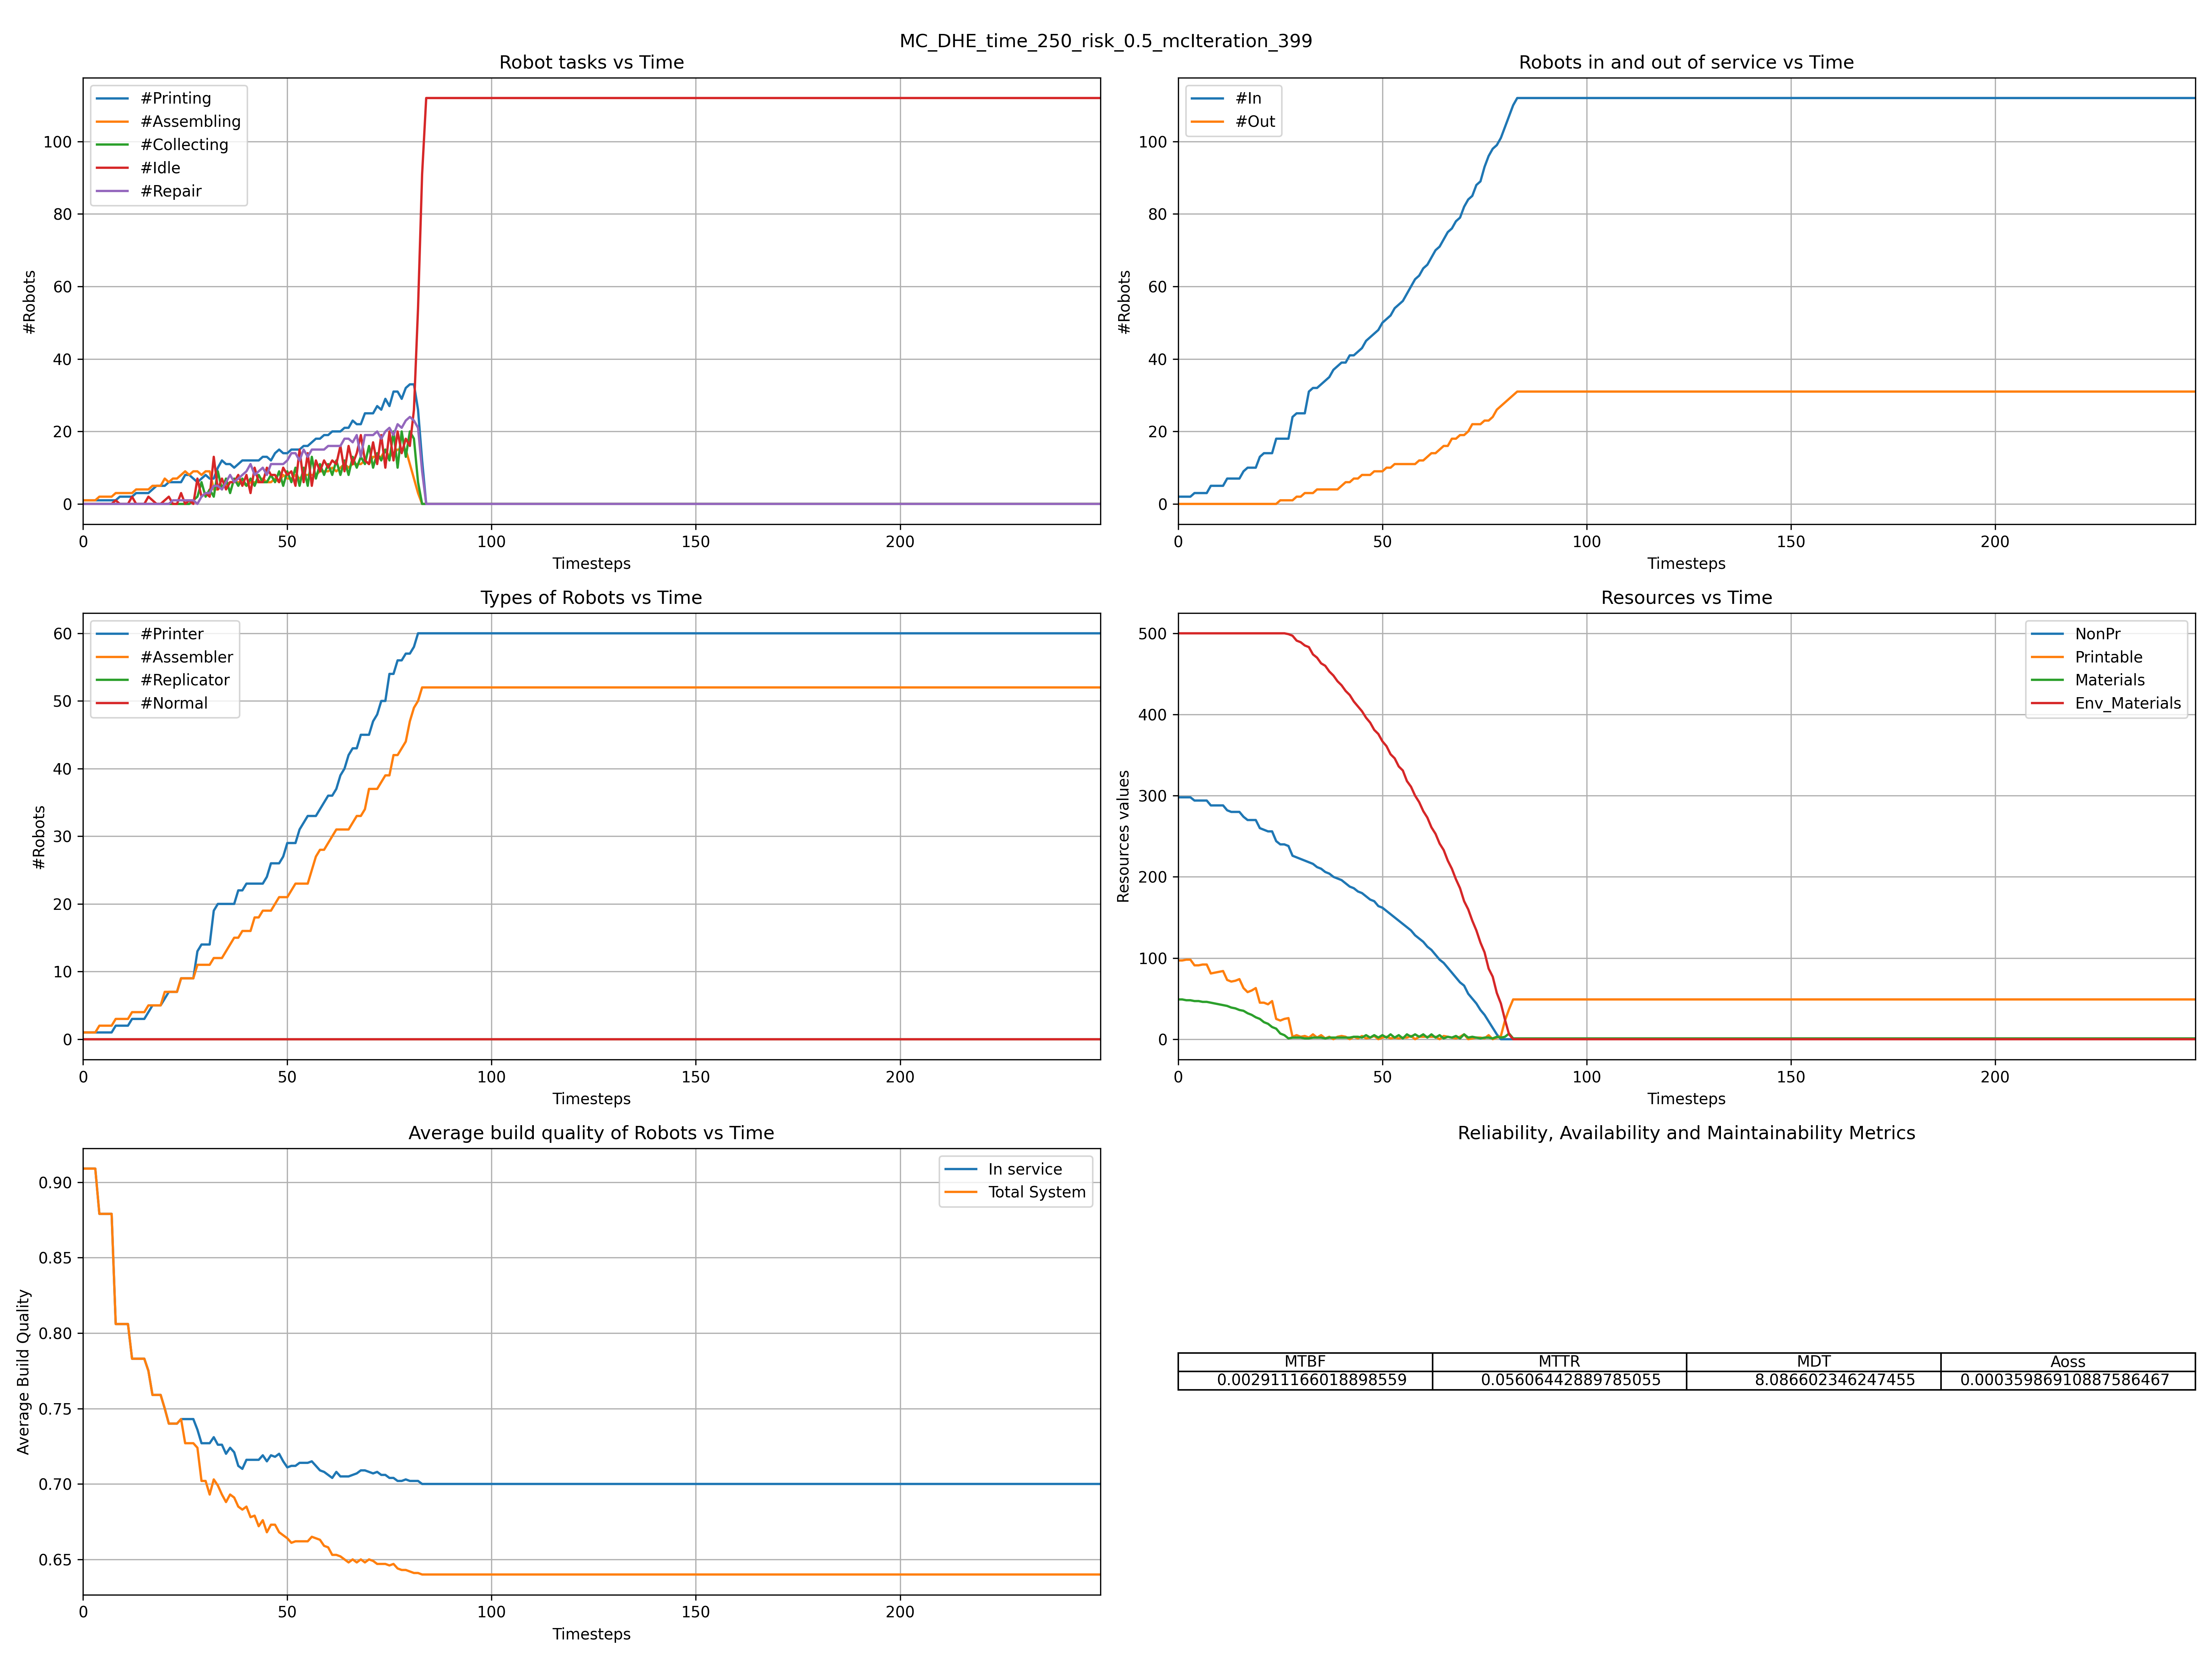 MC_DHE_time_250_risk_0.5_mcIteration_399
Robot tasks vs Time
#Printing
#Assembling
#Collecting
#Idle
#Repair
100
80
60
40
20
0
#Robots
0 50 100 150 200
Timesteps
Robots in and out of service vs Time
#In
#Out
100
80
60
40
20
0
#Robots
0 50 100 150 200
Timesteps
Types of Robots vs Time
#Printer
#Assembler
#Replicator
#Normal
60
50
40
30
20
10
0
#Robots
0 50 100 150 200
Timesteps
Resources vs Time
NonPr
Printable
Materials
Env_Materials
500
400
300
200
100
0
Resources values
0 50 100 150 200
Timesteps
Average build quality of Robots vs Time
In service
Total System
0.90
0.85
0.80
0.75
0.70
0.65
Average Build Quality
0 50 100 150 200
Timesteps
Reliability, Availability and Maintainability Metrics
MTBF MTTR MDT Aoss
0.002911166018898559 0.05606442889785055 8.086602346247455 0.00035986910887586467